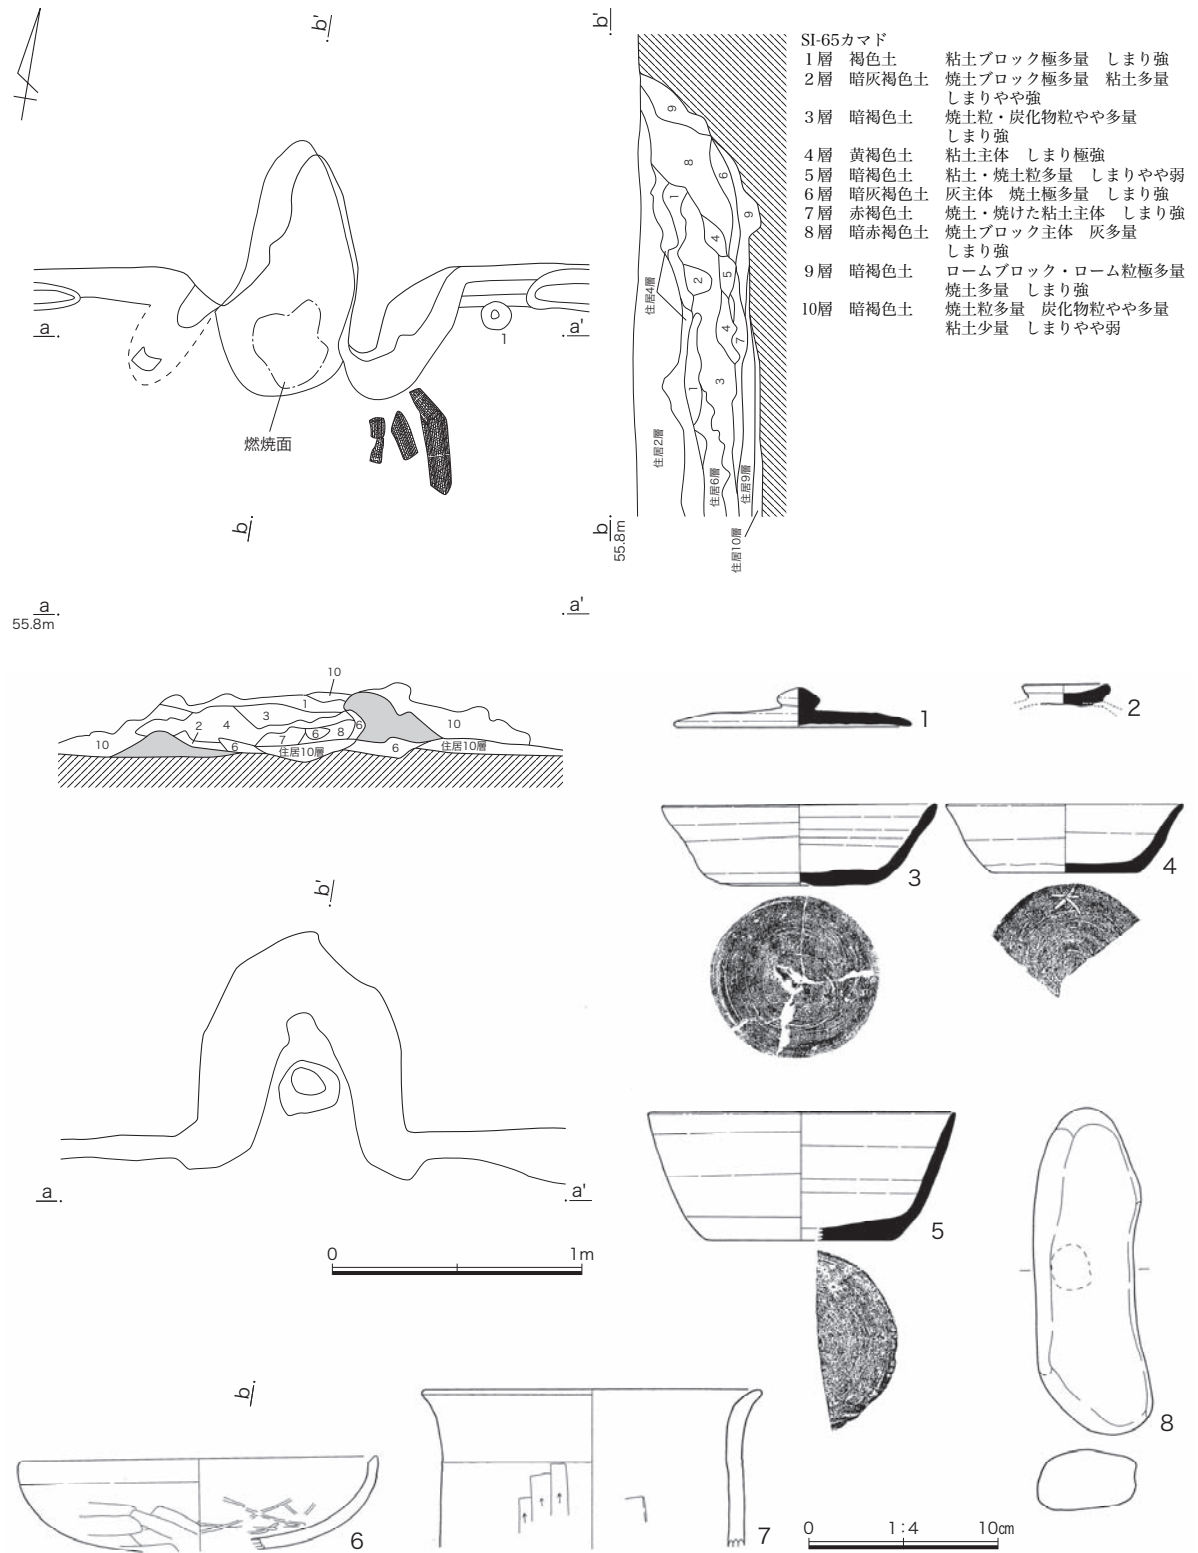 b'
b'
SI-65カマド
1層 褐色土 粘土ブロック極多量 しまり強
2層 暗灰褐色土 焼土ブロック極多量 粘土多量
しまりやや強
3層 暗褐色土 焼土粒・炭化物粒やや多量
しまり強
4層 黄褐色土 粘土主体 しまり極強
5層 暗褐色土 粘土・焼土粒多量 しまりやや弱
6層 暗灰褐色土 灰主体 焼土極多量 しまり強
7層 赤褐色土 焼土・焼けた粘土主体 しまり強
8層 暗赤褐色土 焼土ブロック主体 灰多量
しまり強
9層 暗褐色土 ロームブロック・ローム粒極多量
焼土多量 しまり強
10層 暗褐色土 焼土粒多量 炭化物粒やや多量
粘土少量 しまりやや弱
9
8
6
1
9
4
5
2
住居4層
4
7
3
1
住居2層
住居6層
住居9層
住居10層
a
a'
1
燃焼面
b
b
55.8m
a
55.8m
a'
10
1
3
2
4
6
10
7
6
8
10
6
住居10層
6
住居10層
1
2
3
4
b'
a
a'
5
0 1m
b
8
6
7
0 1:4 10cm